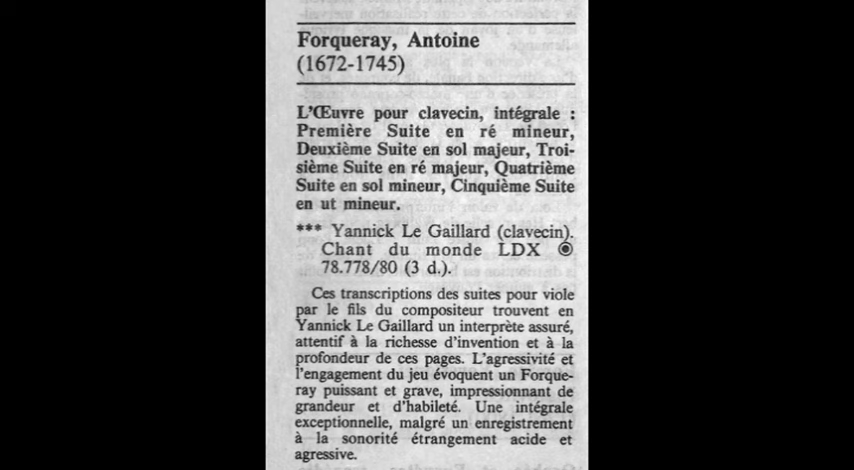 Forqueray, Antoine
(1672-1745)
L'Œuvre pour clavecin, intégrale :
Première Suite en ré mineur,
Deuxième Suite en sol majeur, Troi-
sième Suite en ré majeur, Quatrième
Suite en sol mineur, Cinquième Suite
en ut mineur.
*** Yannick Le Gaillard (clavecin).
Chant du monde LDX
78.778/80 (3 d.).
Ces transcriptions des suites pour viole
par le fils du compositeur trouvent en
Yannick Le Gaillard un interprète assuré,
attentif à la richesse d'invention et à la
profondeur de ces pages. L'agressivité et
l'engagement du jeu évoquent un Forque-
ray puissant et grave, impressionnant de
grandeur et d'habileté. Une intégrale
exceptionnelle, malgré un enregistrement
à la sonorité étrangement acide et
agressive.